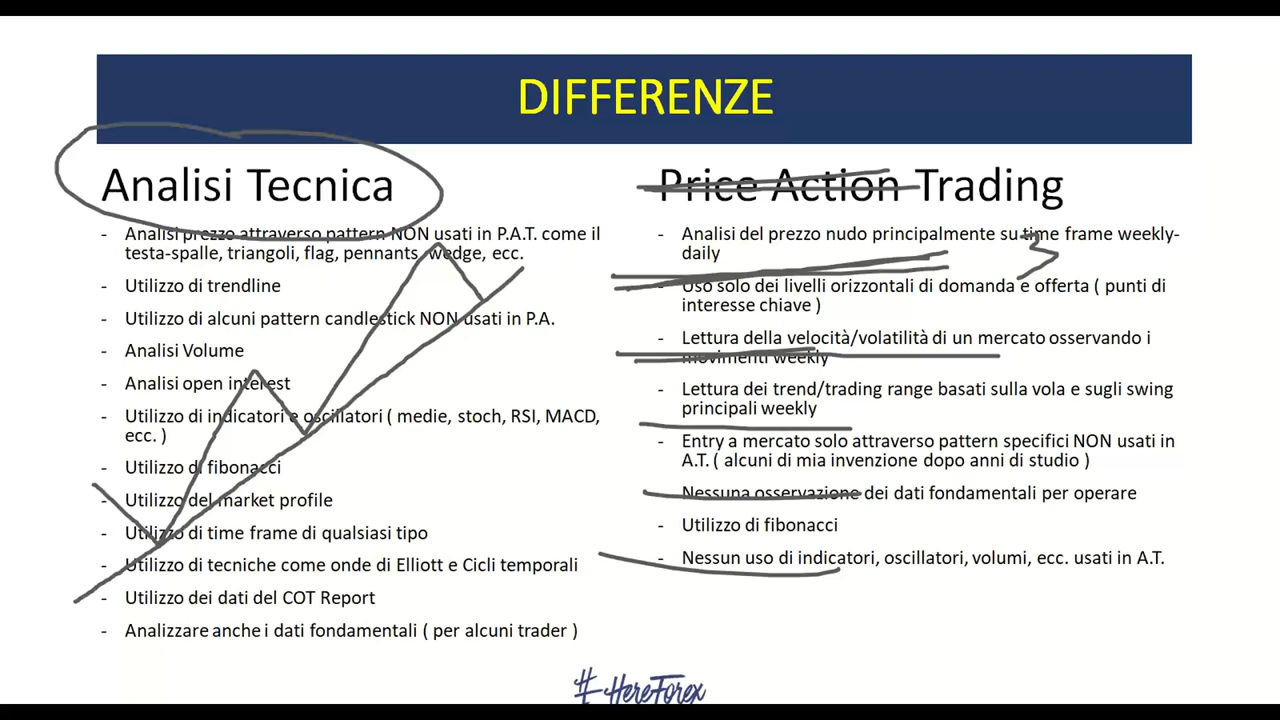 DIFFERENZE
Analisi Tecnica
- Analisi prezzo attraverso pattern NON usati in P.A.T. come il
testa-spalle, triangoli, flag, pennants, wedge, ecc.
- Utilizzo di trendline
- Utilizzo di alcuni pattern candlestick NON usati in P.A.
- Analisi Volume
- Analisi open interest
- Utilizzo di indicatori e oscillatori ( medie, stoch, RSI, MACD,
ecc. )
- Utilizzo di fibonacci
- Utilizzo del market profile
- Utilizzo di time frame di qualsiasi tipo
- Utilizzo di tecniche come onde di Elliott e Cicli temporali
- Utilizzo dei dati del COT Report
- Analizzare anche i dati fondamentali ( per alcuni trader )
Price Action Trading
- Analisi del prezzo nudo principalmente su time frame weekly-
daily
- Uso solo dei livelli orizzontali di domanda e offerta ( punti di
interesse chiave )
- Lettura della velocità/volatilità di un mercato osservando i
movimenti weekly
- Lettura dei trend/trading range basati sulla vola e sugli swing
principali weekly
- Entry a mercato solo attraverso pattern specifici NON usati in
A.T. ( alcuni di mia invenzione dopo anni di studio )
- Nessuna osservazione dei dati fondamentali per operare
- Utilizzo di fibonacci
- Nessun uso di indicatori, oscillatori, volumi, ecc. usati in A.T.
#HereForex